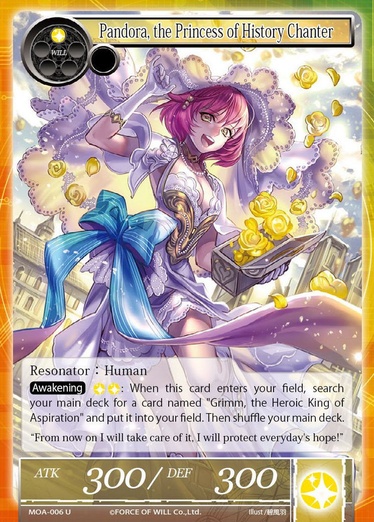 Pandora, the Princess of History Chanter
WILL
Resonator : Human
Awakening : When this card enters your field, search
your main deck for a card named "Grimm, the Heroic King of
Aspiration" and put it into your field. Then shuffle your main deck.
"From now on I will take care of it, I will protect everyday's hope!"
ATK 300 / DEF 300
MOA-006 U ©FORCE OF WILL Co.,Ltd. Illust/碧風羽